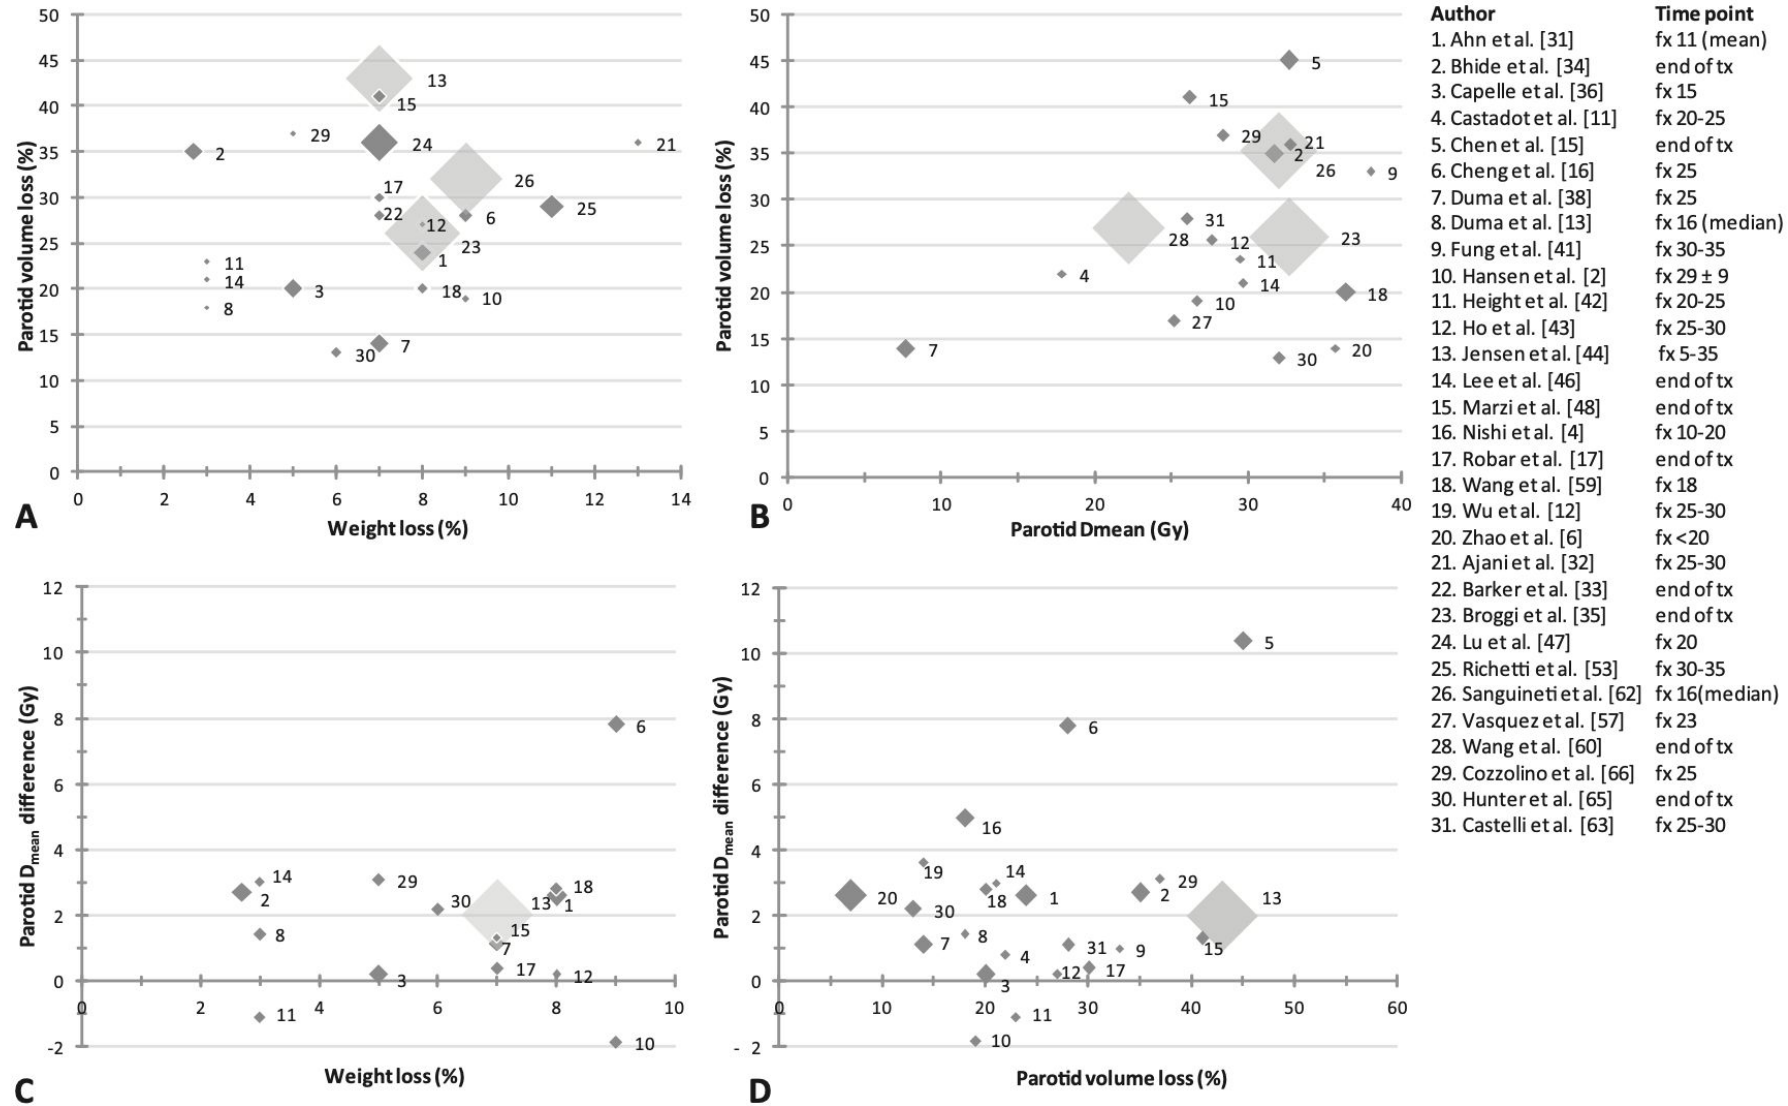 50
45
40
35
30
25
20
15
10
5
0
Parotid volume loss (%)
13
15
29
24
21
2
26
17
22
12
6
25
23
1
11
14
3
18
10
8
30
7
0 2 4 6 8 10 12 14
A
Weight loss (%)
50
45
40
35
30
25
20
15
10
5
0
Parotid volume loss (%)
5
15
29
21
2
26
9
31
28
12
23
11
4
14
10
18
27
7
30
20
0 10 20 30 40
B
Parotid Dmean (Gy)
Author Time point
1. Ahn et al. [31] fx 11 (mean)
2. Bhide et al. [34] end of tx
3. Capelle et al. [36] fx 15
4. Castadot et al. [11] fx 20-25
5. Chen et al. [15] end of tx
6. Cheng et al. [16] fx 25
7. Duma et al. [38] fx 25
8. Duma et al. [13] fx 16 (median)
9. Fung et al. [41] fx 30-35
10. Hansen et al. [2] fx 29 ± 9
11. Height et al. [42] fx 20-25
12. Ho et al. [43] fx 25-30
13. Jensen et al. [44] fx 5-35
14. Lee et al. [46] end of tx
15. Marzi et al. [48] end of tx
16. Nishi et al. [4] fx 10-20
17. Robar et al. [17] end of tx
18. Wang et al. [59] fx 18
19. Wu et al. [12] fx 25-30
20. Zhao et al. [6] fx <20
21. Ajani et al. [32] fx 25-30
22. Barker et al. [33] end of tx
23. Broggi et al. [35] end of tx
24. Lu et al. [47] fx 20
25. Richetti et al. [53] fx 30-35
26. Sanguineti et al. [62] fx 16(median)
27. Vasquez et al. [57] fx 23
28. Wang et al. [60] end of tx
29. Cozzolino et al. [66] fx 25
30. Hunter et al. [65] end of tx
31. Castelli et al. [63] fx 25-30
12
10
8
6
4
2
0
-2
Parotid Dmean difference (Gy)
6
14
2
29
30
13
18
1
15
7
8
17
3
12
11
10
0 2 4 6 8 10
C
Weight loss (%)
12
10
8
6
4
2
0
- 2
Parotid Dmean difference (Gy)
5
6
16
19
14
20
18
1
2
29
13
30
7
8
31
9
15
4
12
17
3
11
10
0 10 20 30 40 50 60
D
Parotid volume loss (%)